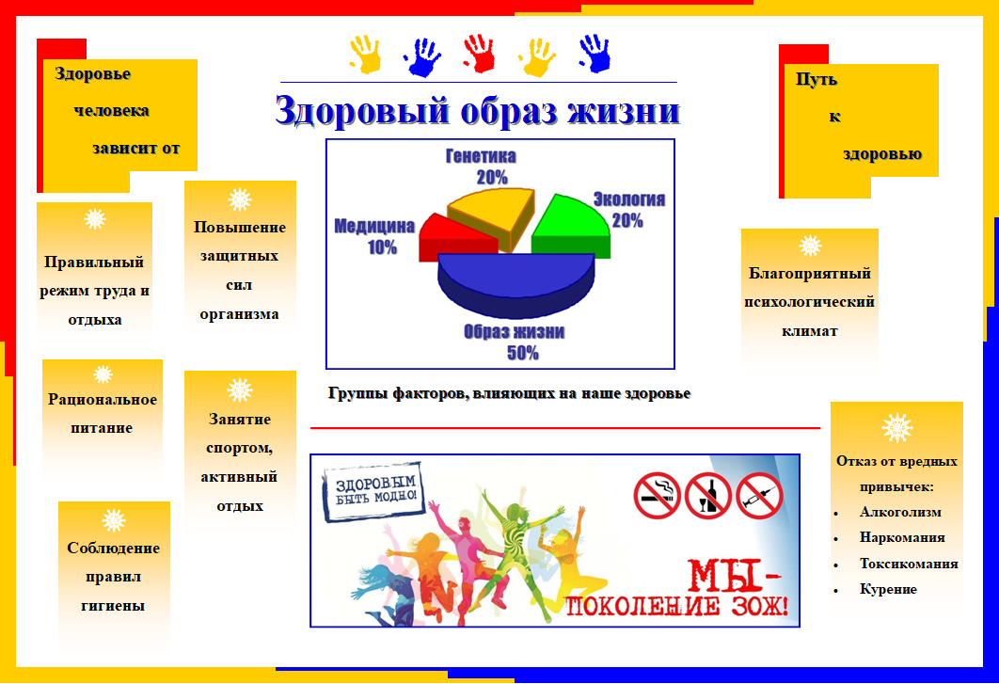 Здоровье
человека
зависит от
Правильный
режим труда и
отдыха
Повышение
защитных
сил
организма
Рациональное
питание
Занятие
спортом,
активный
отдых
Соблюдение
правил
гигиены
Здоровый образ жизни
Генетика
20%
Экология
20%
Медицина
10%
Образ жизни
50%
Группы факторов, влияющих на наше здоровье
ЗДОРОВЫМ
БЫТЬ МОДНО!
МЫ-
ПОКОЛЕНИЕ ЗОЖ!
Путь
к
здоровью
Благоприятный
психологический
климат
Отказ от вредных
привычек:
• Алкоголизм
• Наркомания
• Токсикомания
• Курение